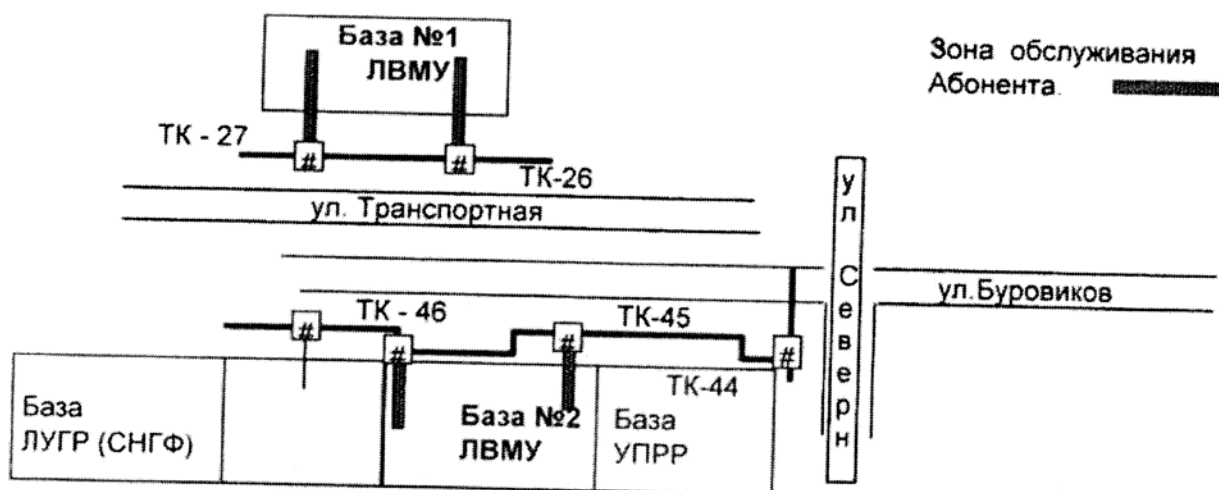 База №1
ЛВМУ
Зона обслуживания
Абонента.
ТК - 27
#
#
ТК-26
ул. Транспортная
ул Северн
ул.Буровиков
ТК - 46
ТК-45
#
#
#
#
ТК-44
База
ЛУГР (СНГФ)
База №2
ЛВМУ
База
УПРР